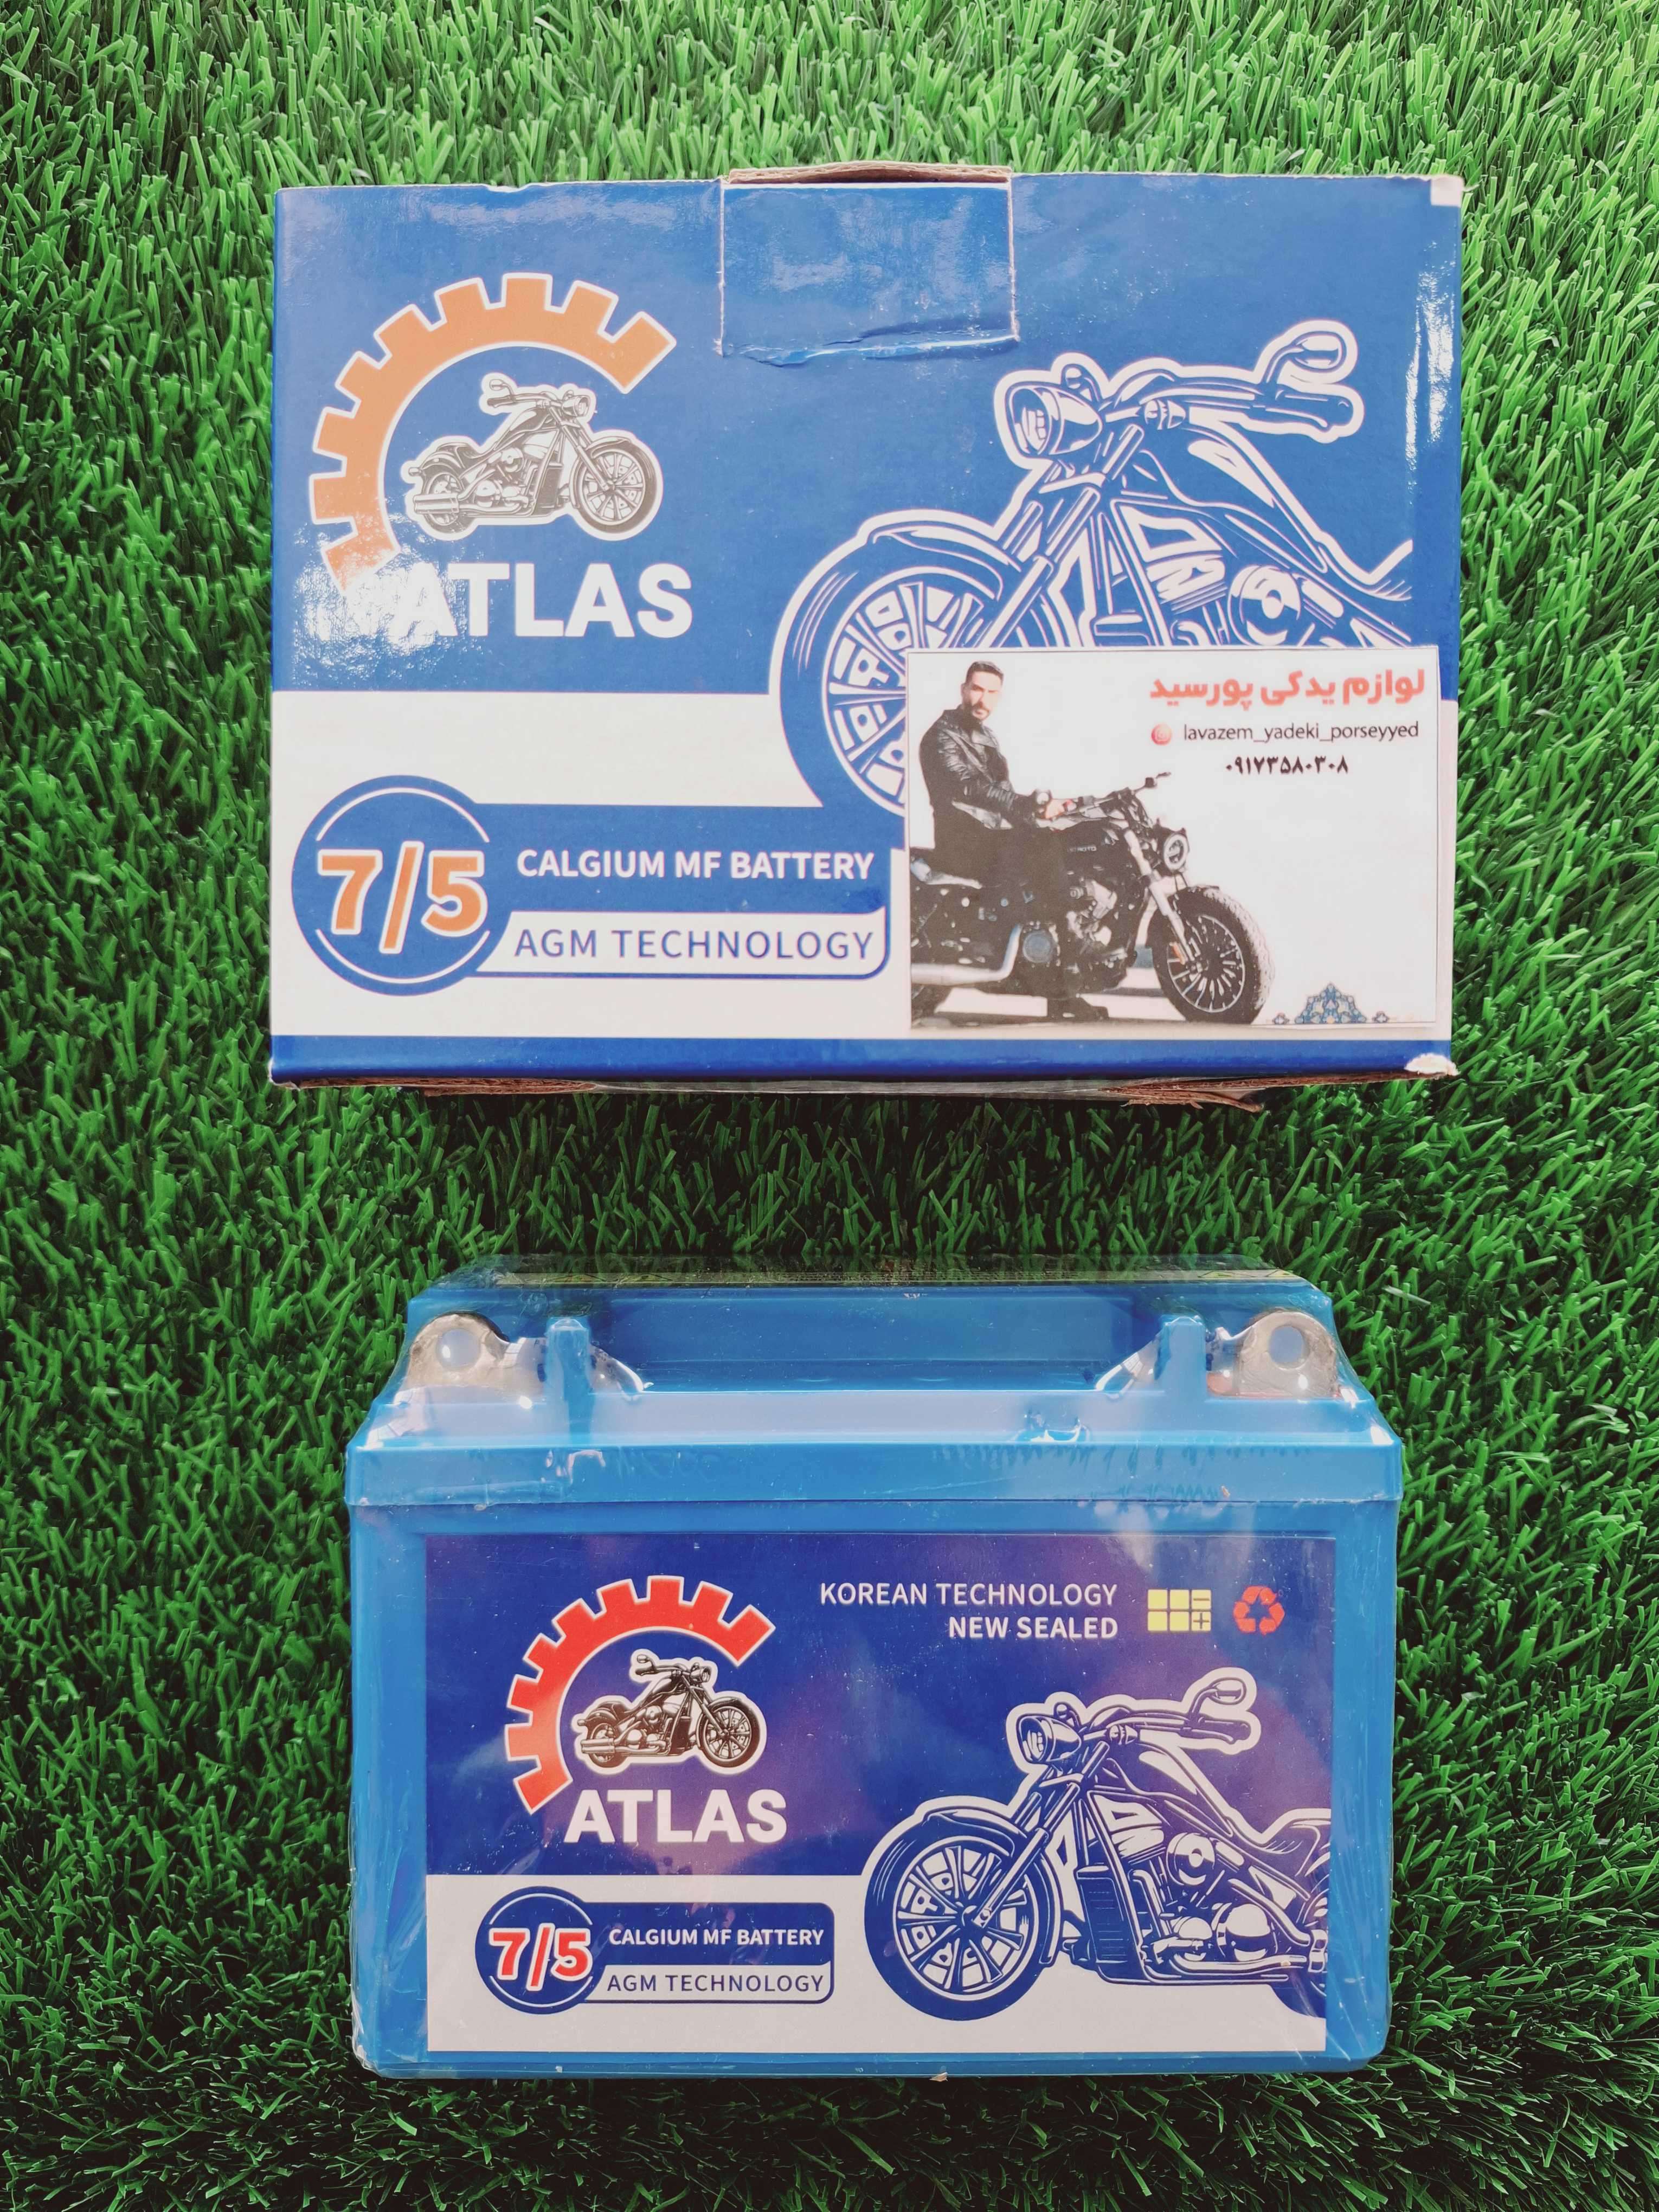 ATLAS
لوازم یدکی پورسید
lavazem_yadeki_porseyyed
۰۹۱۷۳۵۸۰۳۰۸
7/5
CALGIUM MF BATTERY
AGM TECHNOLOGY
KOREAN TECHNOLOGY
NEW SEALED
ATLAS
7/5
CALGIUM MF BATTERY
AGM TECHNOLOGY